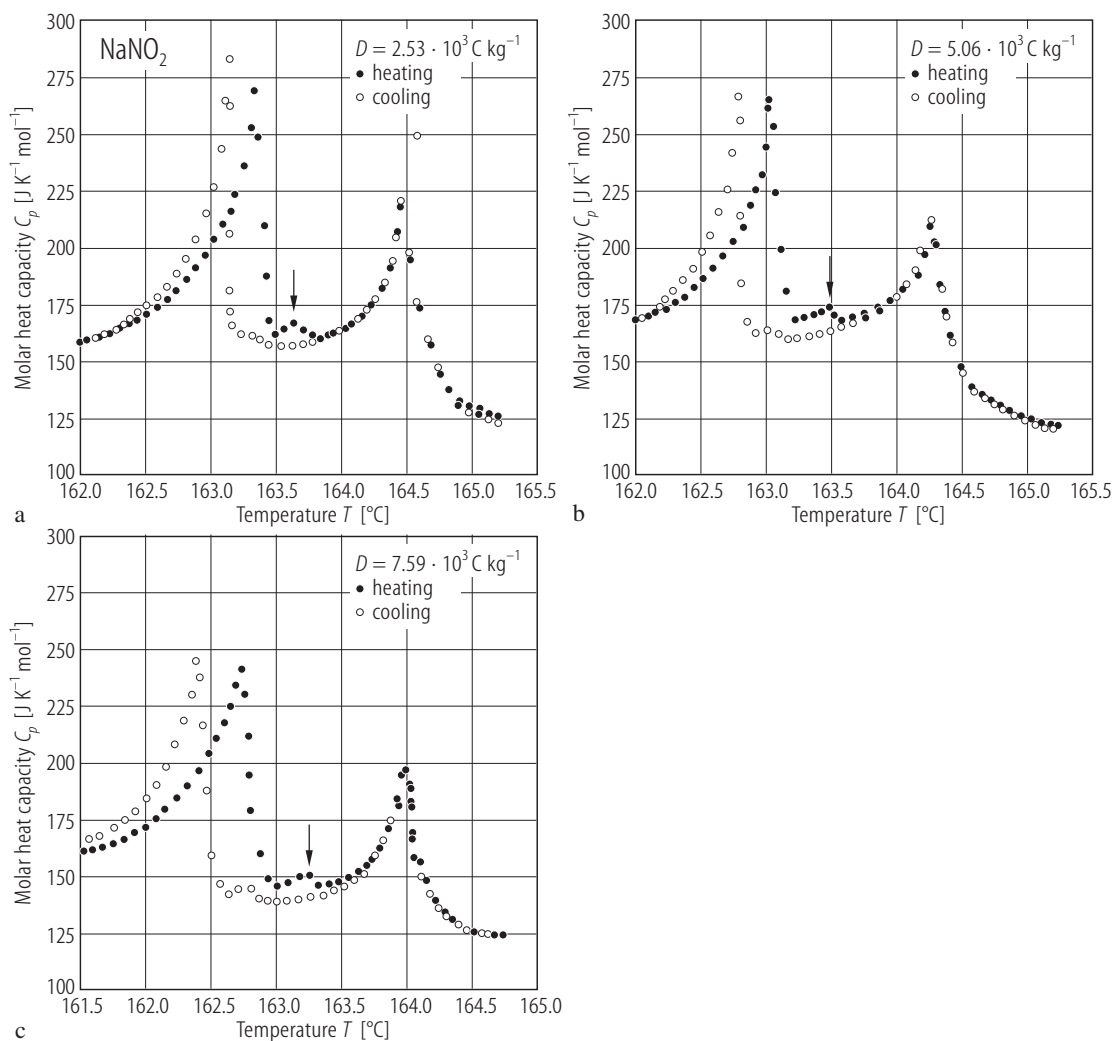 300
275
250
225
200
175
150
125
100
Molar heat capacity Cp [J K⁻¹ mol⁻¹]
NaNO₂
D = 2.53 · 10³ C kg⁻¹
heating
cooling
162.0 162.5 163.0 163.5 164.0 164.5 165.0 165.5
a
Temperature T [°C]
300
275
250
225
200
175
150
125
100
Molar heat capacity Cp [J K⁻¹ mol⁻¹]
D = 5.06 · 10³ C kg⁻¹
heating
cooling
162.0 162.5 163.0 163.5 164.0 164.5 165.0 165.5
b
Temperature T [°C]
300
275
250
225
200
175
150
125
100
Molar heat capacity Cp [J K⁻¹ mol⁻¹]
D = 7.59 · 10³ C kg⁻¹
heating
cooling
161.5 162.0 162.5 163.0 163.5 164.0 164.5 165.0
c
Temperature T [°C]